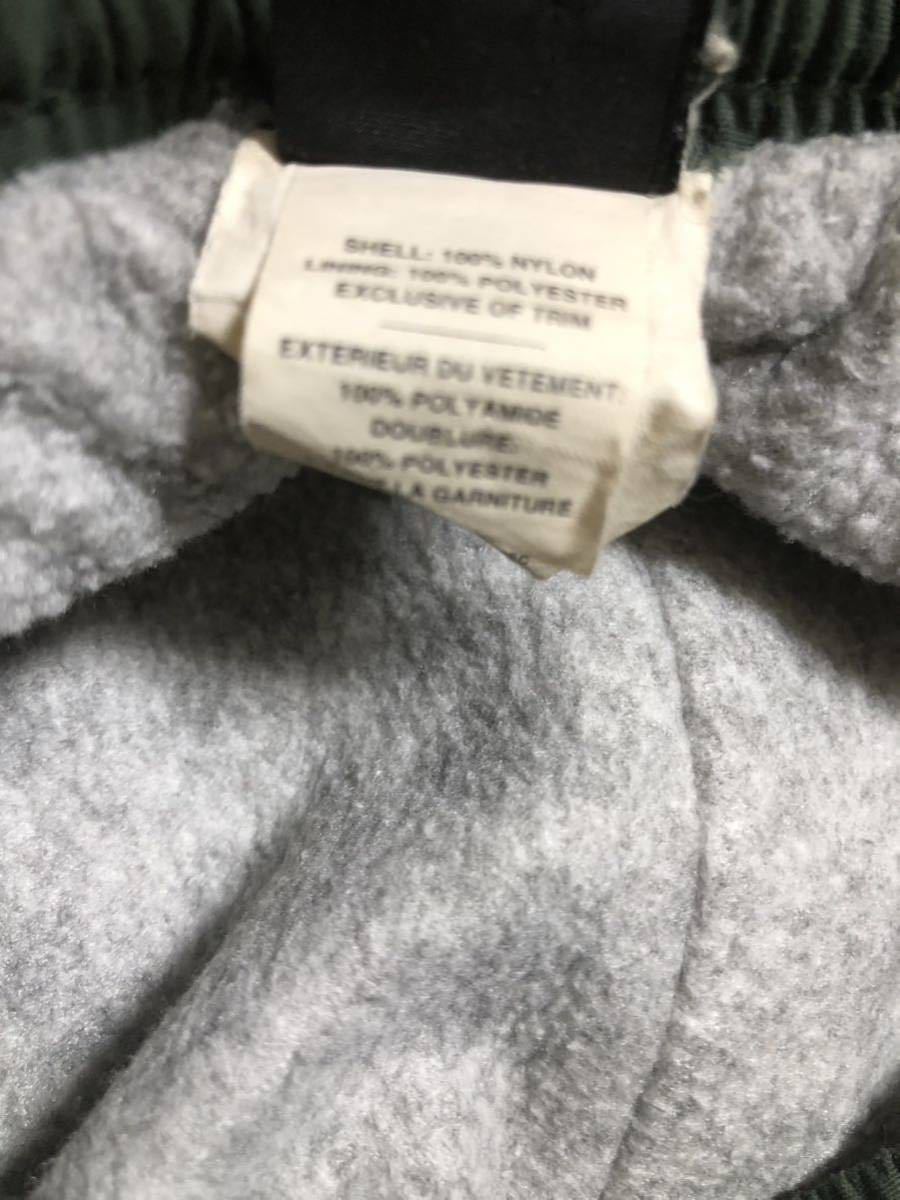 SHELL: 100% NYLON
LINING: 100% POLYESTER
EXCLUSIVE OF TRIM
EXTERIEUR DU VETEMENT:
100% POLYAMIDE
DOUBLURE:
100% POLYESTER
LA GARNITURE